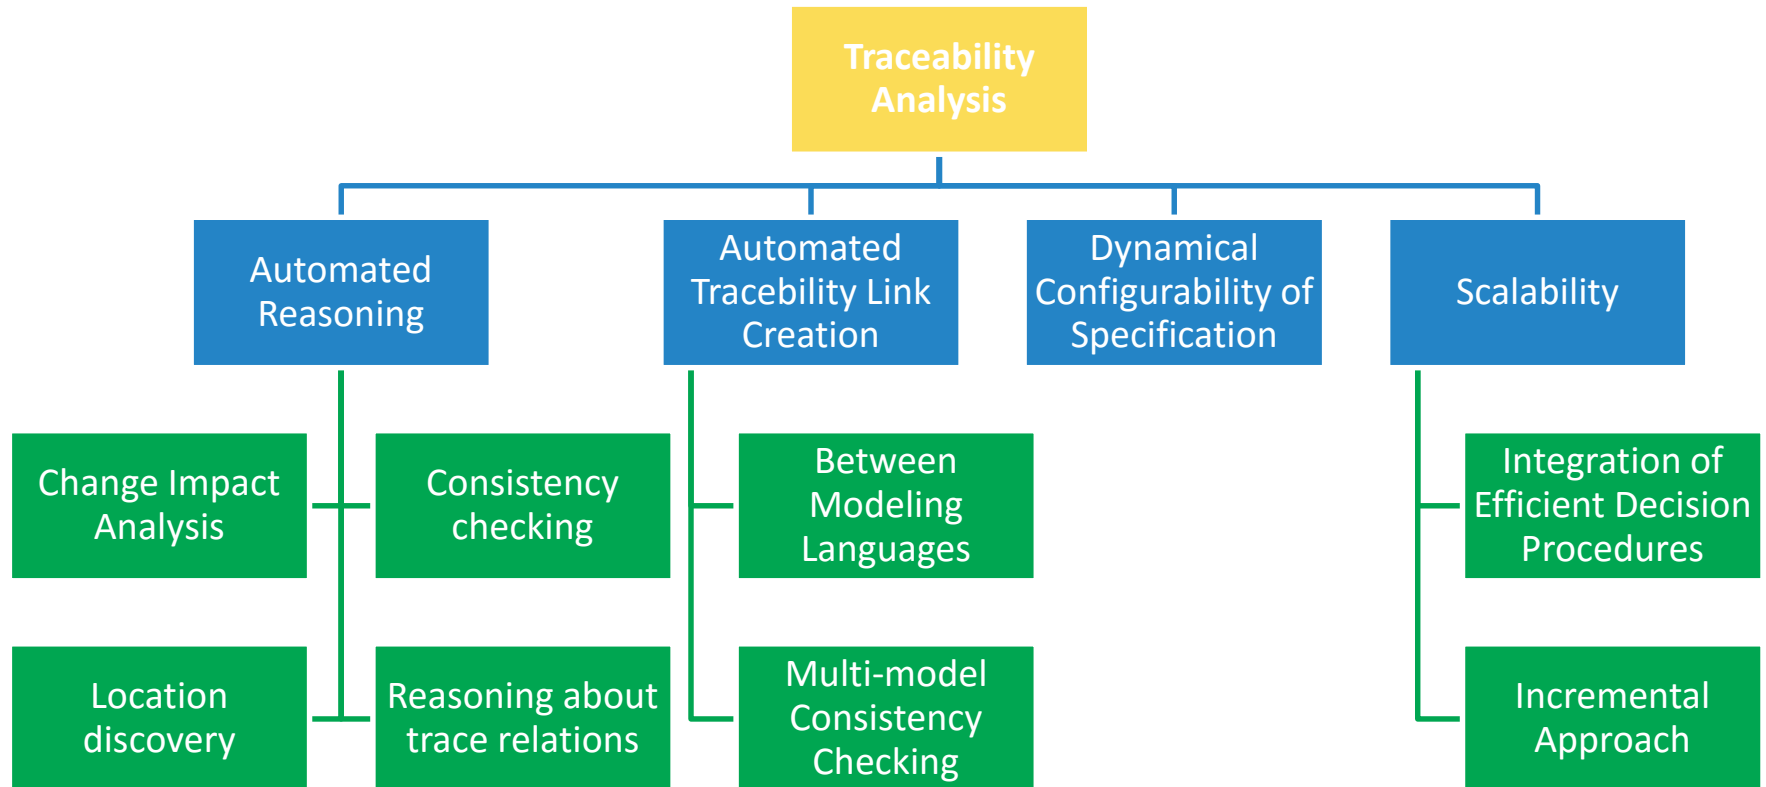 Traceability
Analysis
Automated
Reasoning
Automated
Tracebility Link
Creation
Dynamical
Configurability of
Specification
Scalability
Change Impact
Analysis
Consistency
checking
Between
Modeling
Languages
Integration of
Efficient Decision
Procedures
Location
discovery
Reasoning about
trace relations
Multi-model
Consistency
Checking
Incremental
Approach